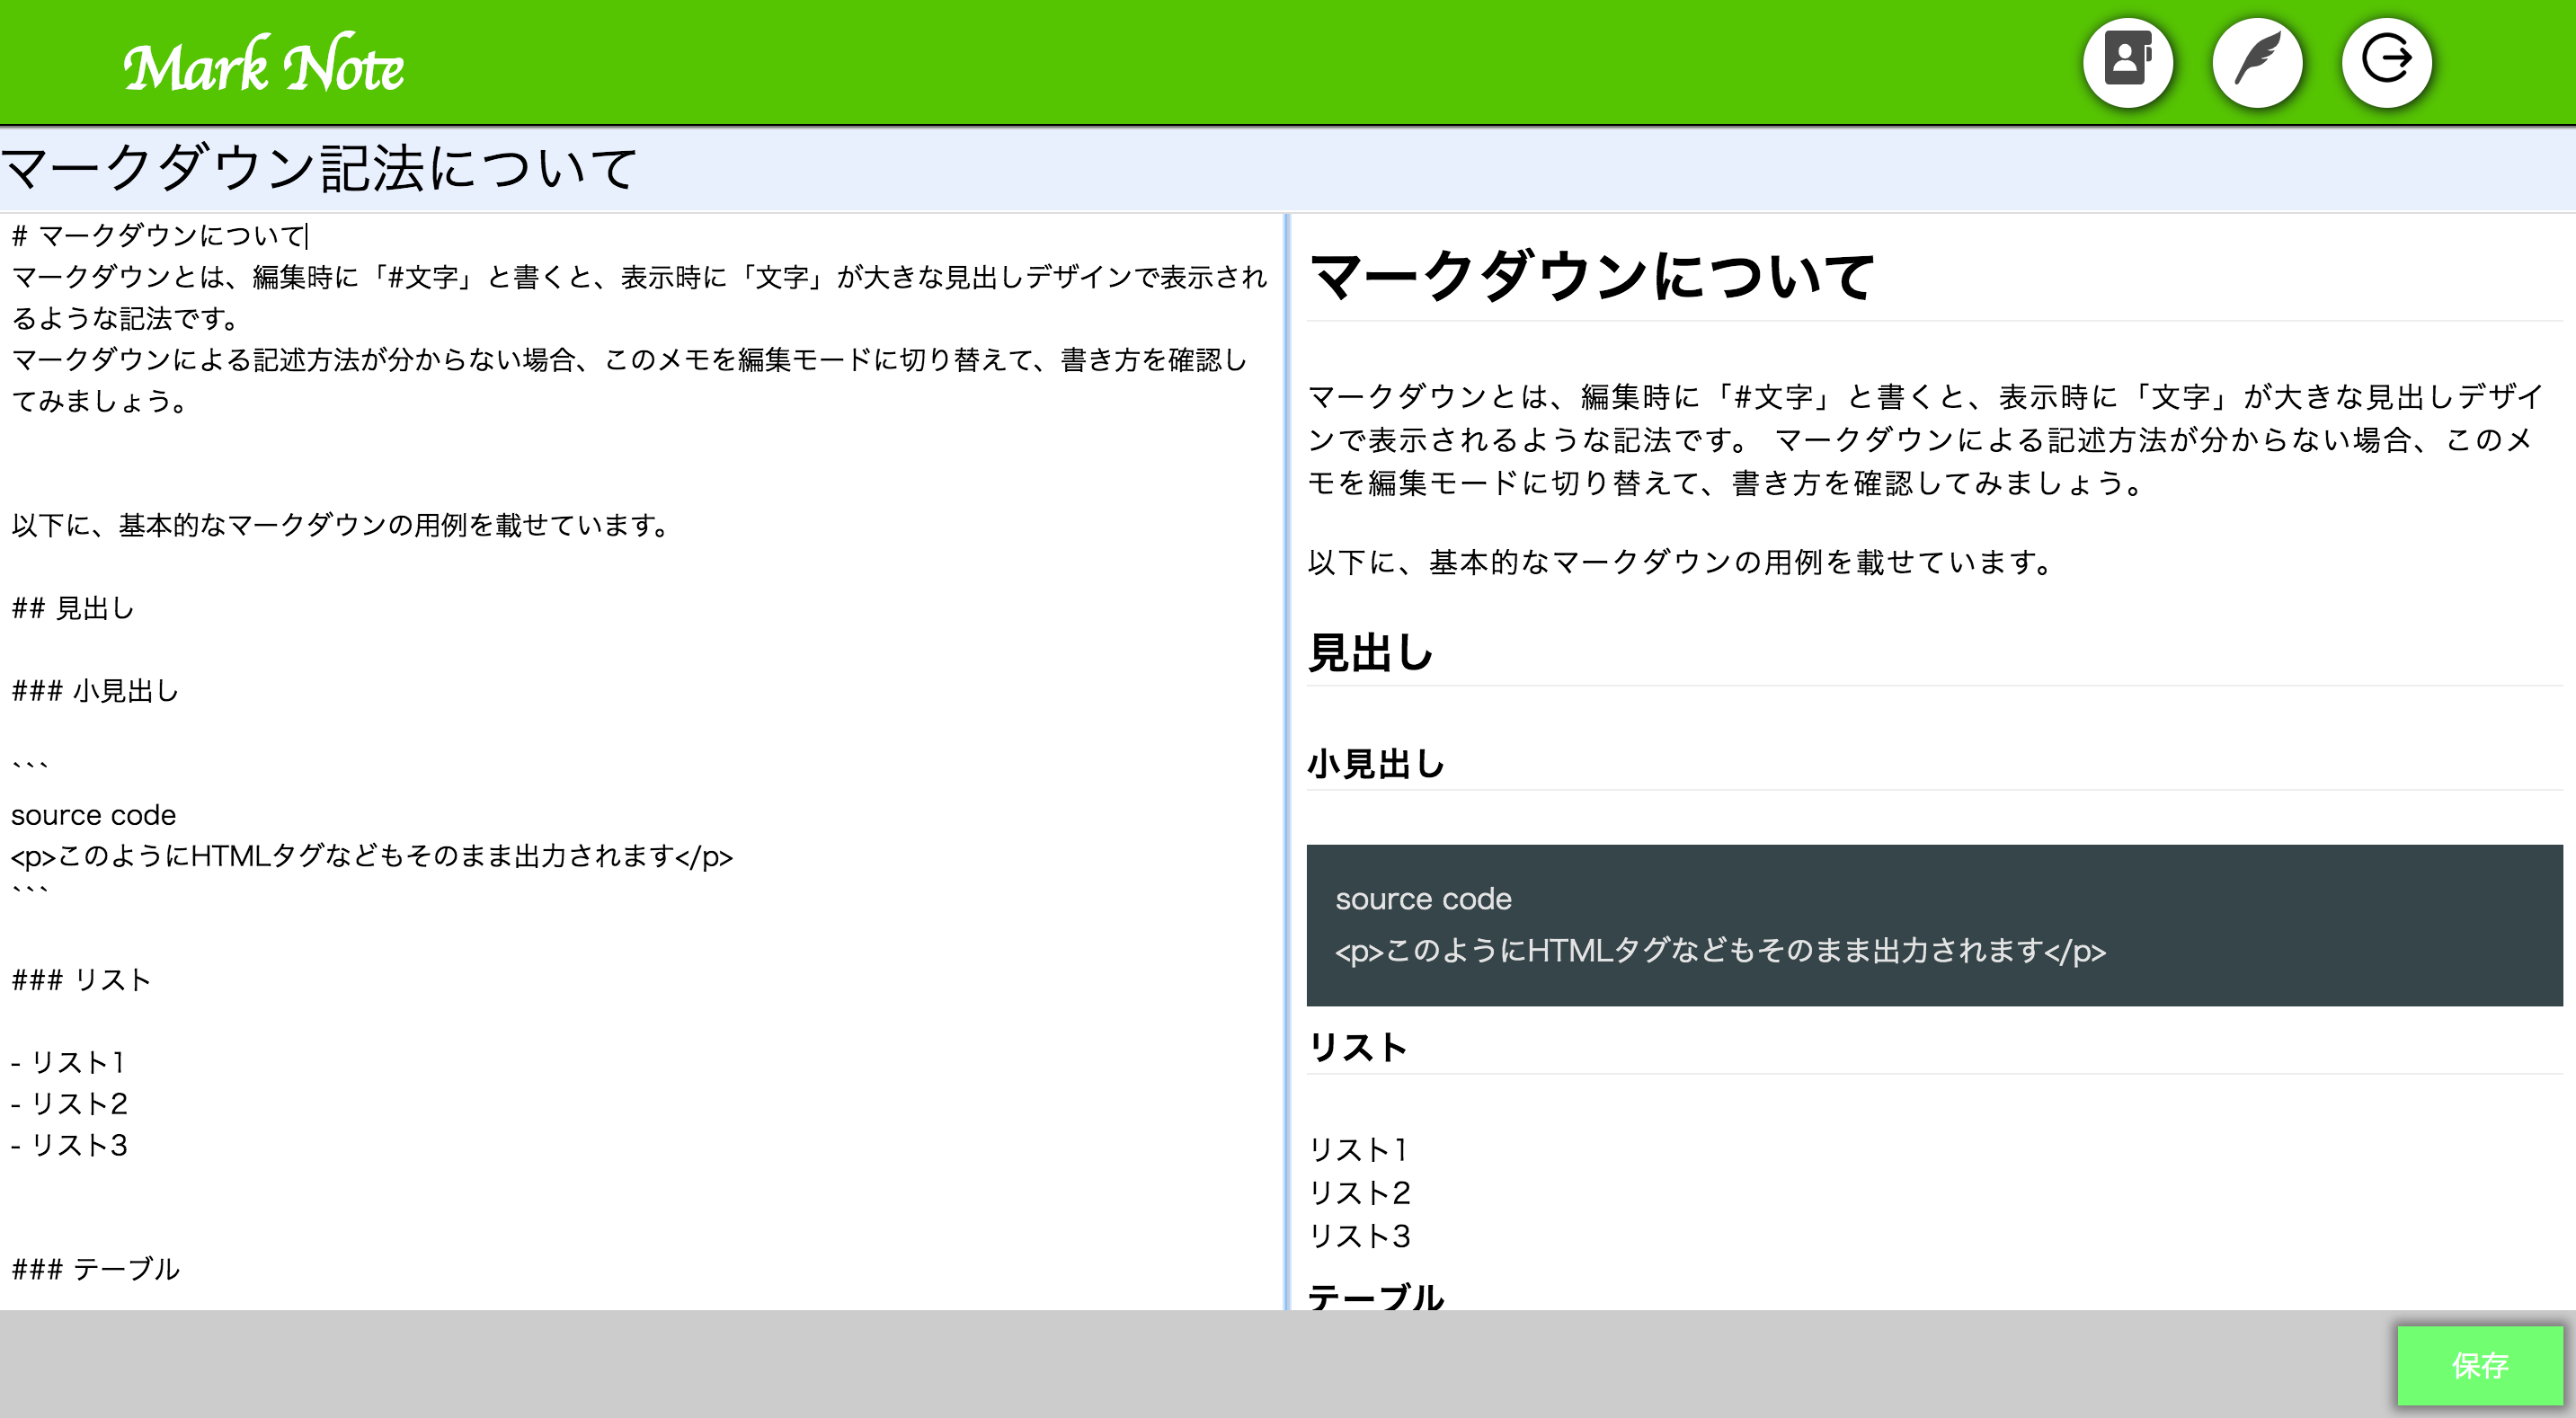 Mark Note
マークダウン記法について
# マークダウンについて
マークダウンとは、編集時に「#文字」と書くと、表示時に「文字」が大きな見出しデザインで表示され
るような記法です。
マークダウンによる記述方法が分からない場合、このメモを編集モードに切り替えて、書き方を確認し
てみましょう。
以下に、基本的なマークダウンの用例を載せています。
## 見出し
### 小見出し
```
source code
<p>このようにHTMLタグなどもそのまま出力されます</p>
```
### リスト
- リスト1
- リスト2
- リスト3
### テーブル
マークダウンについて
マークダウンとは、編集時に「#文字」と書くと、表示時に「文字」が大きな見出しデザイ
ンで表示されるような記法です。 マークダウンによる記述方法が分からない場合、このメ
モを編集モードに切り替えて、書き方を確認してみましょう。
以下に、基本的なマークダウンの用例を載せています。
見出し
小見出し
source code
<p>このようにHTMLタグなどもそのまま出力されます</p>
リスト
リスト1
リスト2
リスト3
テーブル
保存